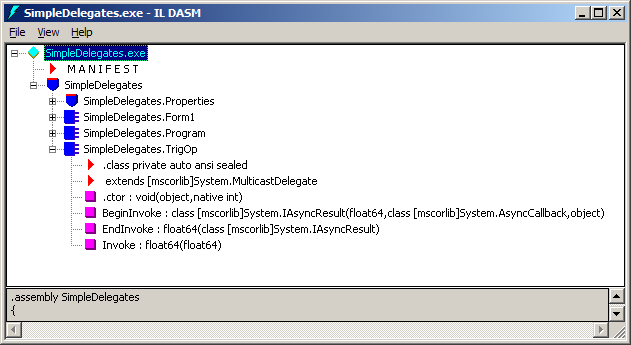 SimpleDelegates.exe - IL DASM
File View Help
SimpleDelegates.exe
M A N I F E S T
SimpleDelegates
SimpleDelegates.Properties
SimpleDelegates.Form1
SimpleDelegates.Program
SimpleDelegates.TrigOp
.class private auto ansi sealed
extends [mscorlib]System.MulticastDelegate
.ctor : void(object,native int)
BeginInvoke : class [mscorlib]System.IAsyncResult(float64,class [mscorlib]System.AsyncCallback,object)
EndInvoke : float64(class [mscorlib]System.IAsyncResult)
Invoke : float64(float64)
.assembly SimpleDelegates
{